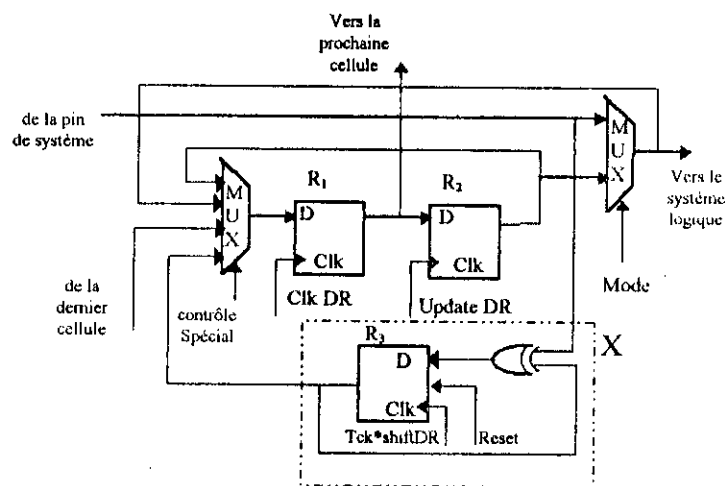 Vers la
prochaine
cellule
de la pin
de système
M
U
X
Vers le
système
logique
Mode
M
U
X
R₁
D
Clk
Clk DR
R₂
D
Clk
Update DR
de la
dernier
cellule
contrôle
Spécial
X
R₃
D
Clk
Tck*shiftDR
Reset